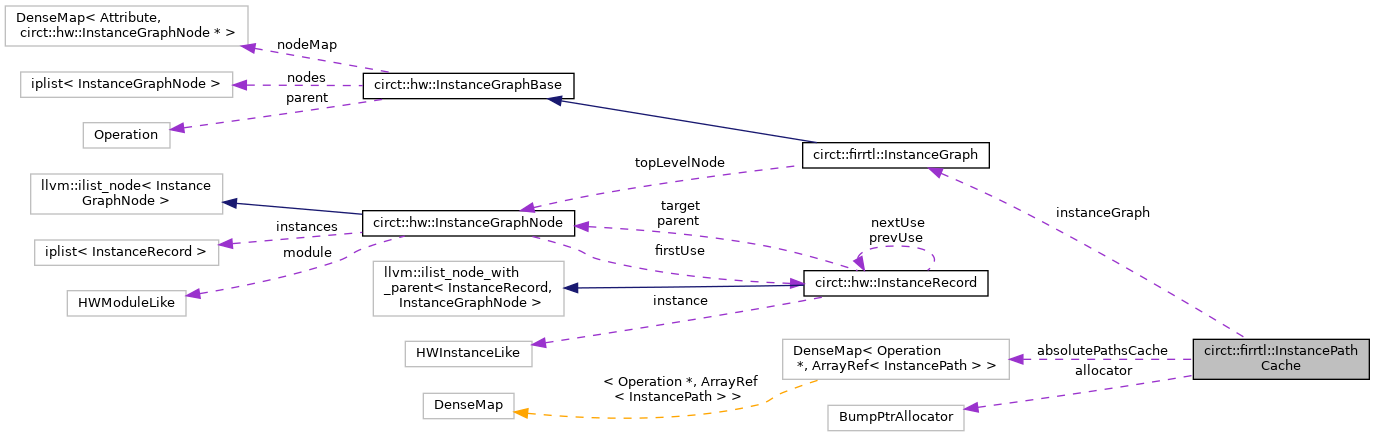 DenseMap< Attribute,
circt::hw::InstanceGraphNode * >
nodeMap
iplist< InstanceGraphNode >
nodes
circt::hw::InstanceGraphBase
parent
Operation
circt::firrtl::InstanceGraph
topLevelNode
llvm::ilist_node< Instance
GraphNode >
circt::hw::InstanceGraphNode
target
parent
instanceGraph
iplist< InstanceRecord >
instances
module
firstUse
nextUse
prevUse
llvm::ilist_node_with
_parent< InstanceRecord,
InstanceGraphNode >
circt::hw::InstanceRecord
HWModuleLike
instance
HWInstanceLike
DenseMap< Operation
*, ArrayRef< InstancePath > >
absolutePathsCache
allocator
circt::firrtl::InstancePath
Cache
< Operation *, ArrayRef
< InstancePath > >
DenseMap
BumpPtrAllocator